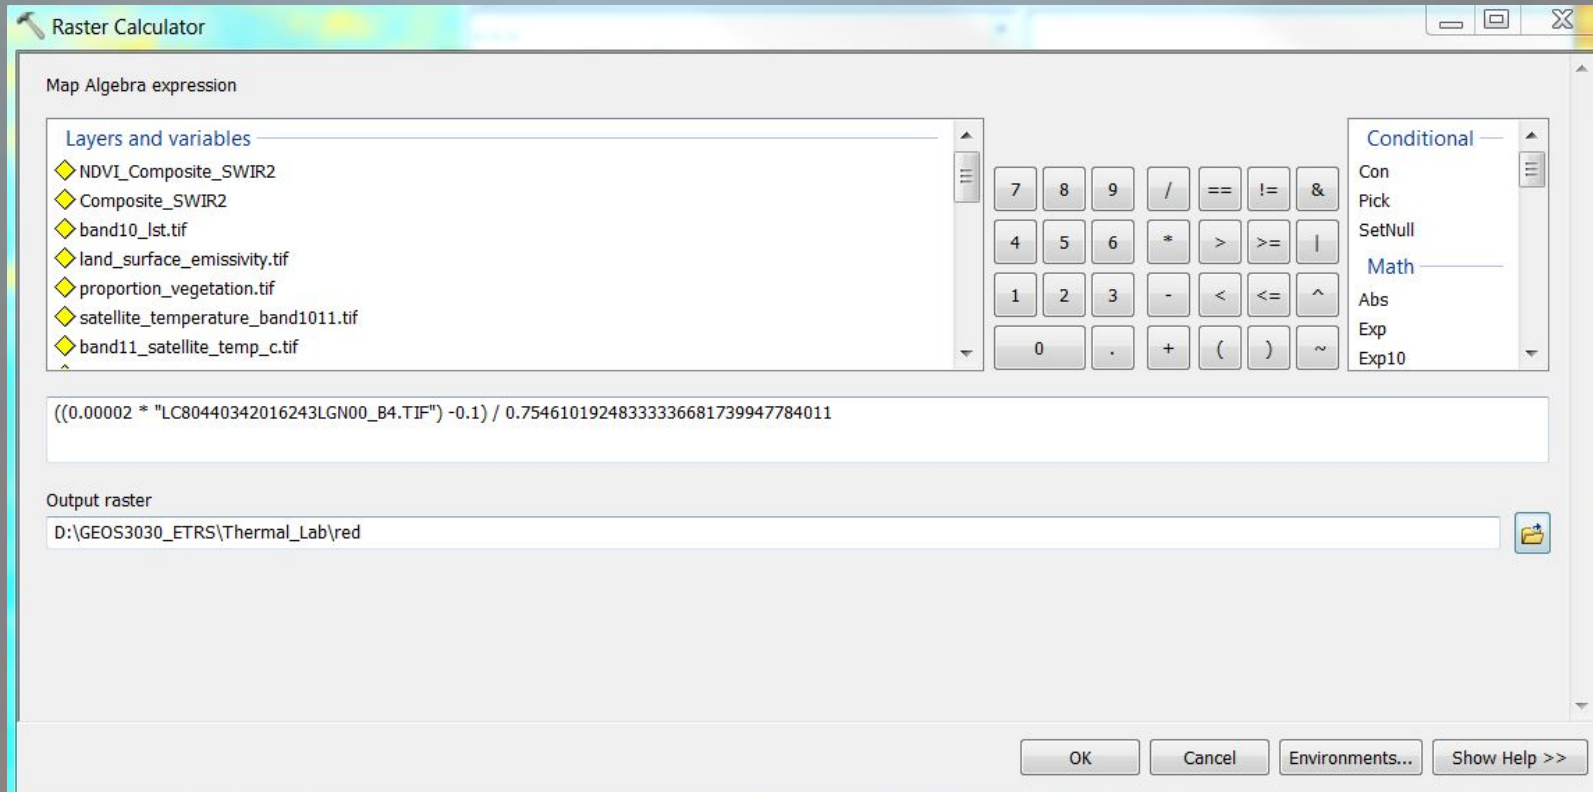 Raster Calculator
Map Algebra expression
Layers and variables
NDVI_Composite_SWIR2
Composite_SWIR2
band10_lst.tif
land_surface_emissivity.tif
proportion_vegetation.tif
satellite_temperature_band1011.tif
band11_satellite_temp_c.tif
7 8 9 / == != &
4 5 6 * > >= |
1 2 3 - < <= ^
0 . + ( ) ~
Conditional
Con
Pick
SetNull
Math
Abs
Exp
Exp10
((0.00002 * "LC80440342016243LGN00_B4.TIF") -0.1) / 0.75461019248333336681739947784011
Output raster
D:\GEOS3030_ETRS\Thermal_Lab\red
OK Cancel Environments... Show Help >>